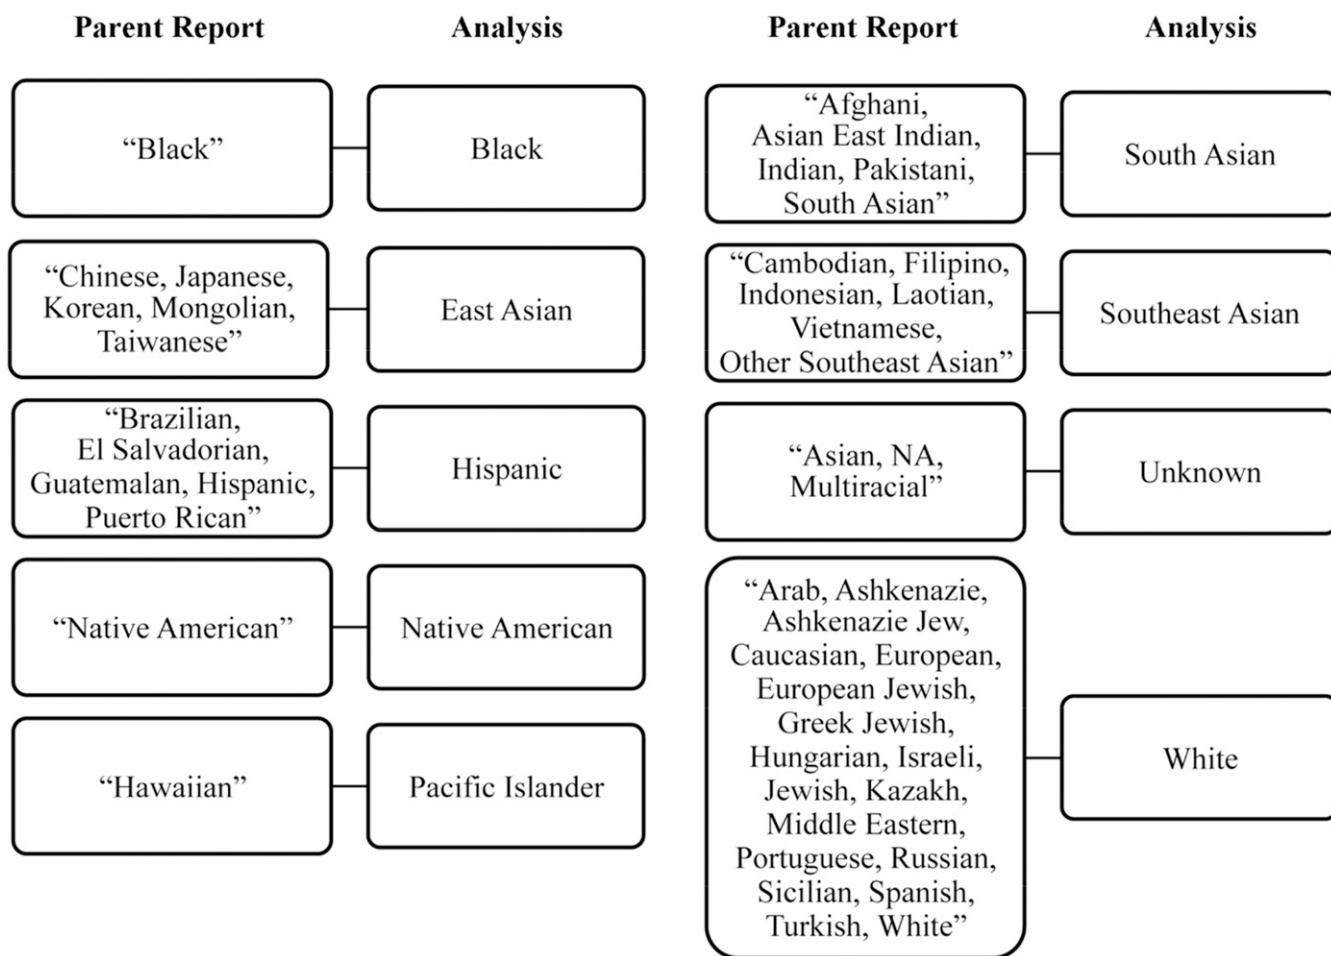 Parent Report
Analysis
“Black”
Black
“Chinese, Japanese,
Korean, Mongolian,
Taiwanese”
East Asian
“Brazilian,
El Salvadorian,
Guatemalan, Hispanic,
Puerto Rican”
Hispanic
“Native American”
Native American
“Hawaiian”
Pacific Islander
Parent Report
Analysis
“Afghani,
Asian East Indian,
Indian, Pakistani,
South Asian”
South Asian
“Cambodian, Filipino,
Indonesian, Laotian,
Vietnamese,
Other Southeast Asian”
Southeast Asian
“Asian, NA,
Multiracial”
Unknown
“Arab, Ashkenazie,
Ashkenazie Jew,
Caucasian, European,
European Jewish,
Greek Jewish,
Hungarian, Israeli,
Jewish, Kazakh,
Middle Eastern,
Portuguese, Russian,
Sicilian, Spanish,
Turkish, White”
White